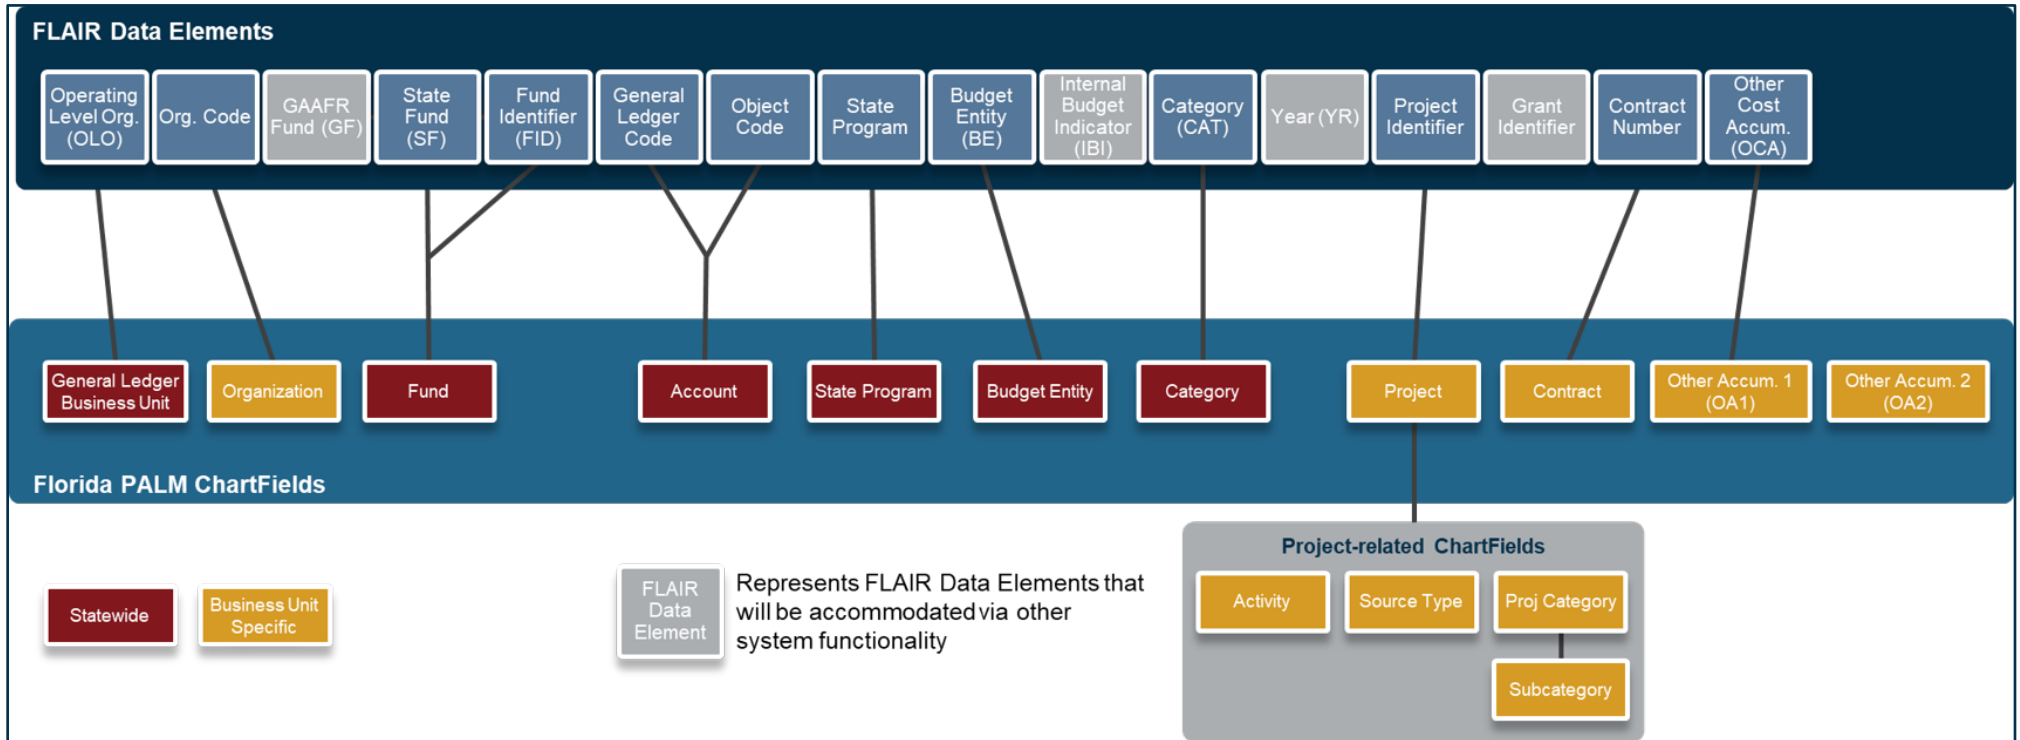 FLAIR Data Elements
Operating
Level Org.
(OLO)
Org. Code
GAAFR
Fund (GF)
State
Fund
(SF)
Fund
Identifier
(FID)
General
Ledger
Code
Object
Code
State
Program
Budget
Entity
(BE)
Internal
Budget
Indicator
(IBI)
Category
(CAT)
Year (YR)
Project
Identifier
Grant
Identifier
Contract
Number
Other
Cost
Accum.
(OCA)
General Ledger
Business Unit
Organization
Fund
Account
State Program
Budget Entity
Category
Project
Contract
Other Accum. 1
(OA1)
Other Accum. 2
(OA2)
Florida PALM ChartFields
Statewide
Business Unit
Specific
FLAIR
Data
Element
Represents FLAIR Data Elements that
will be accommodated via other
system functionality
Project-related ChartFields
Activity
Source Type
Proj Category
Subcategory